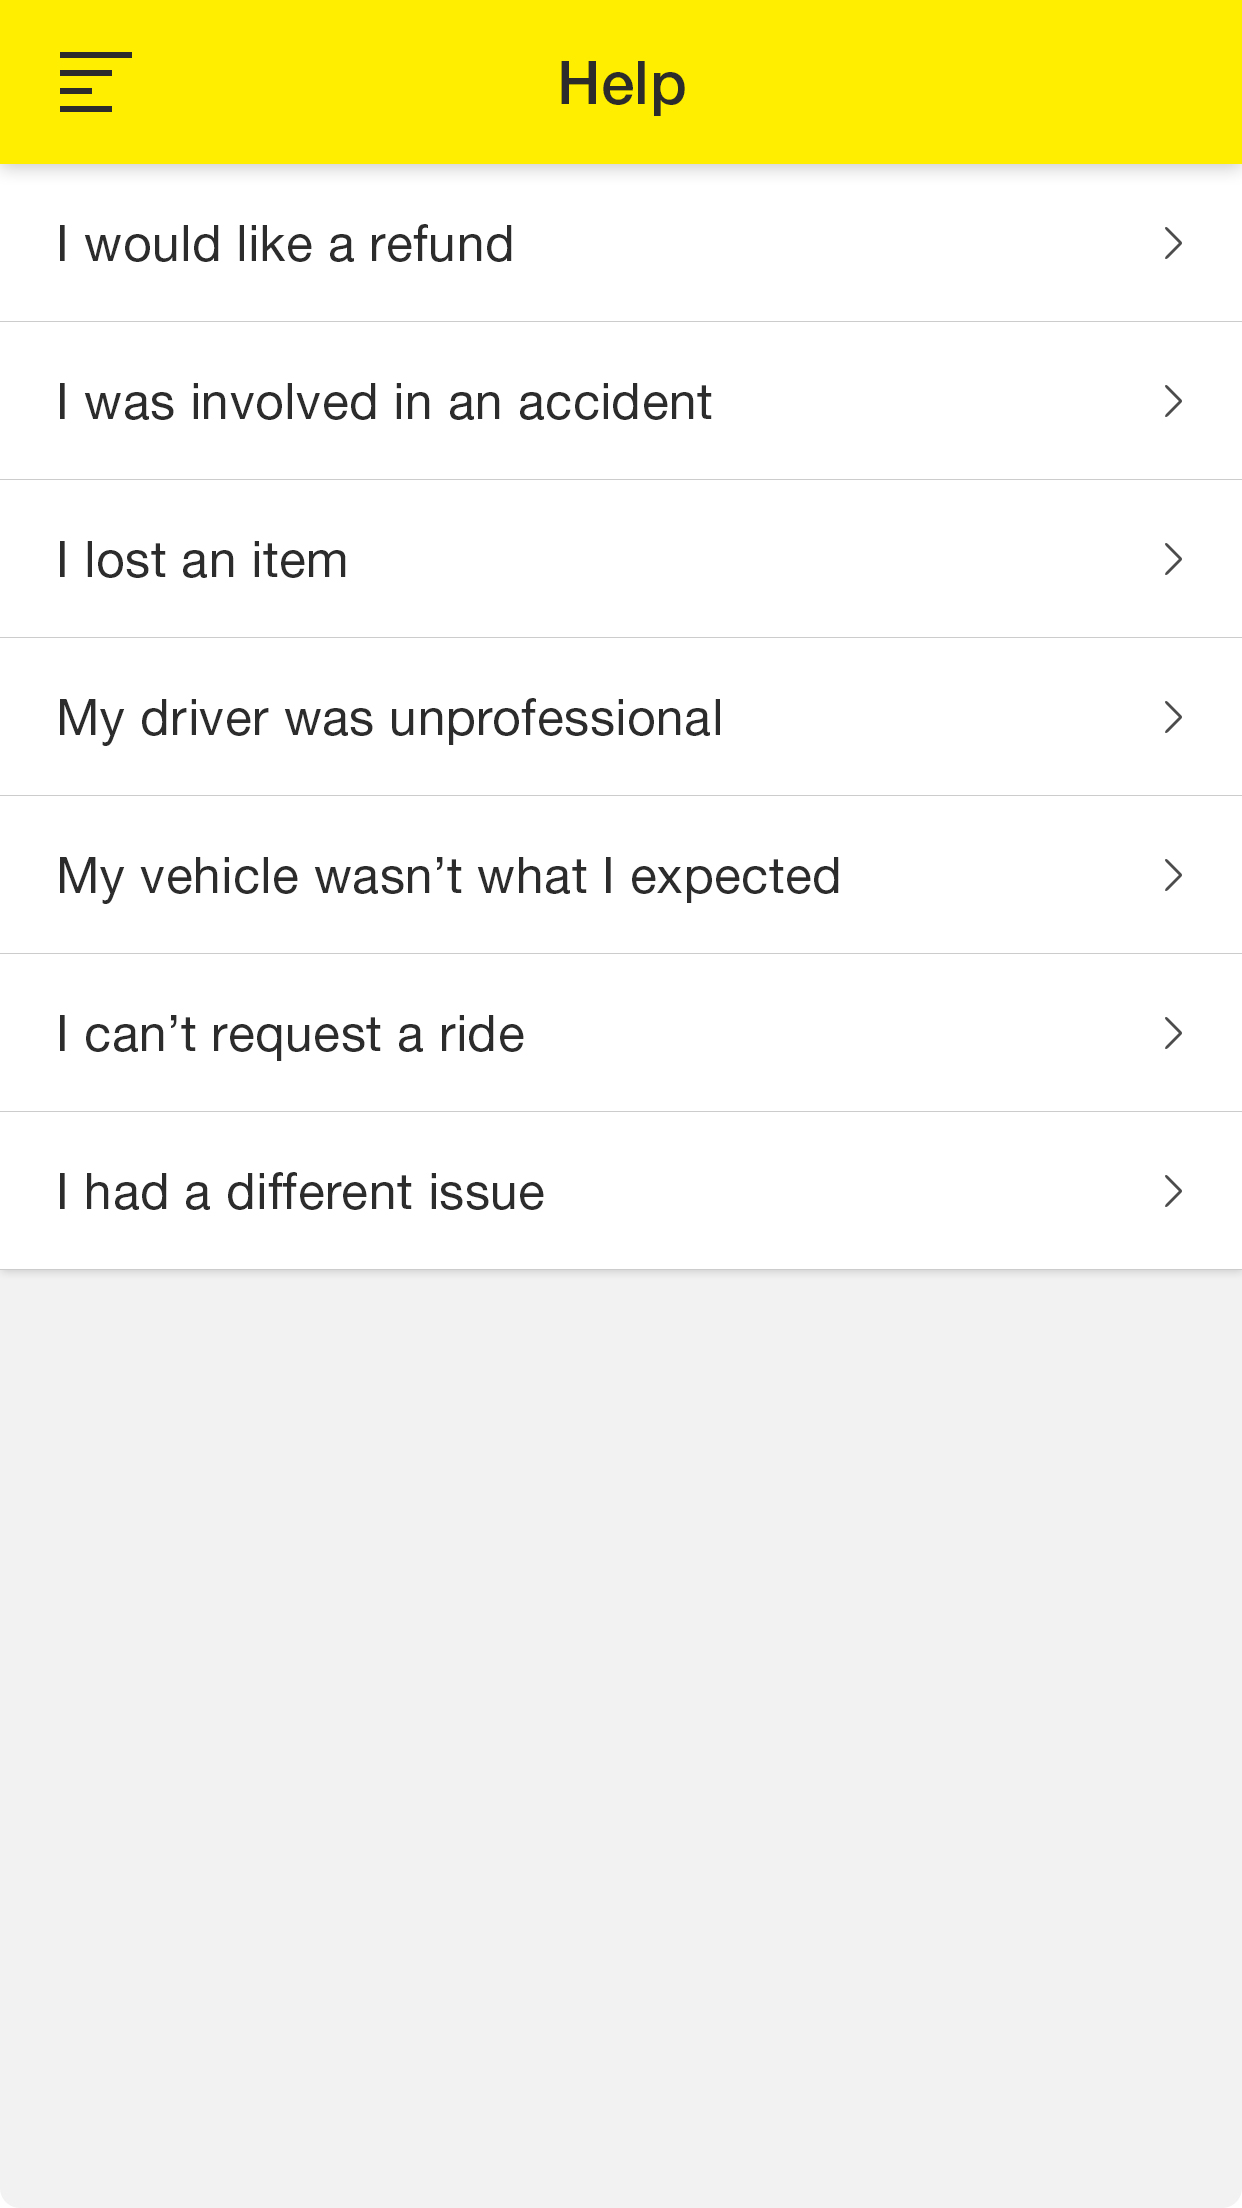 Help
I would like a refund
I was involved in an accident
I lost an item
My driver was unprofessional
My vehicle wasn’t what I expected
I can’t request a ride
I had a different issue